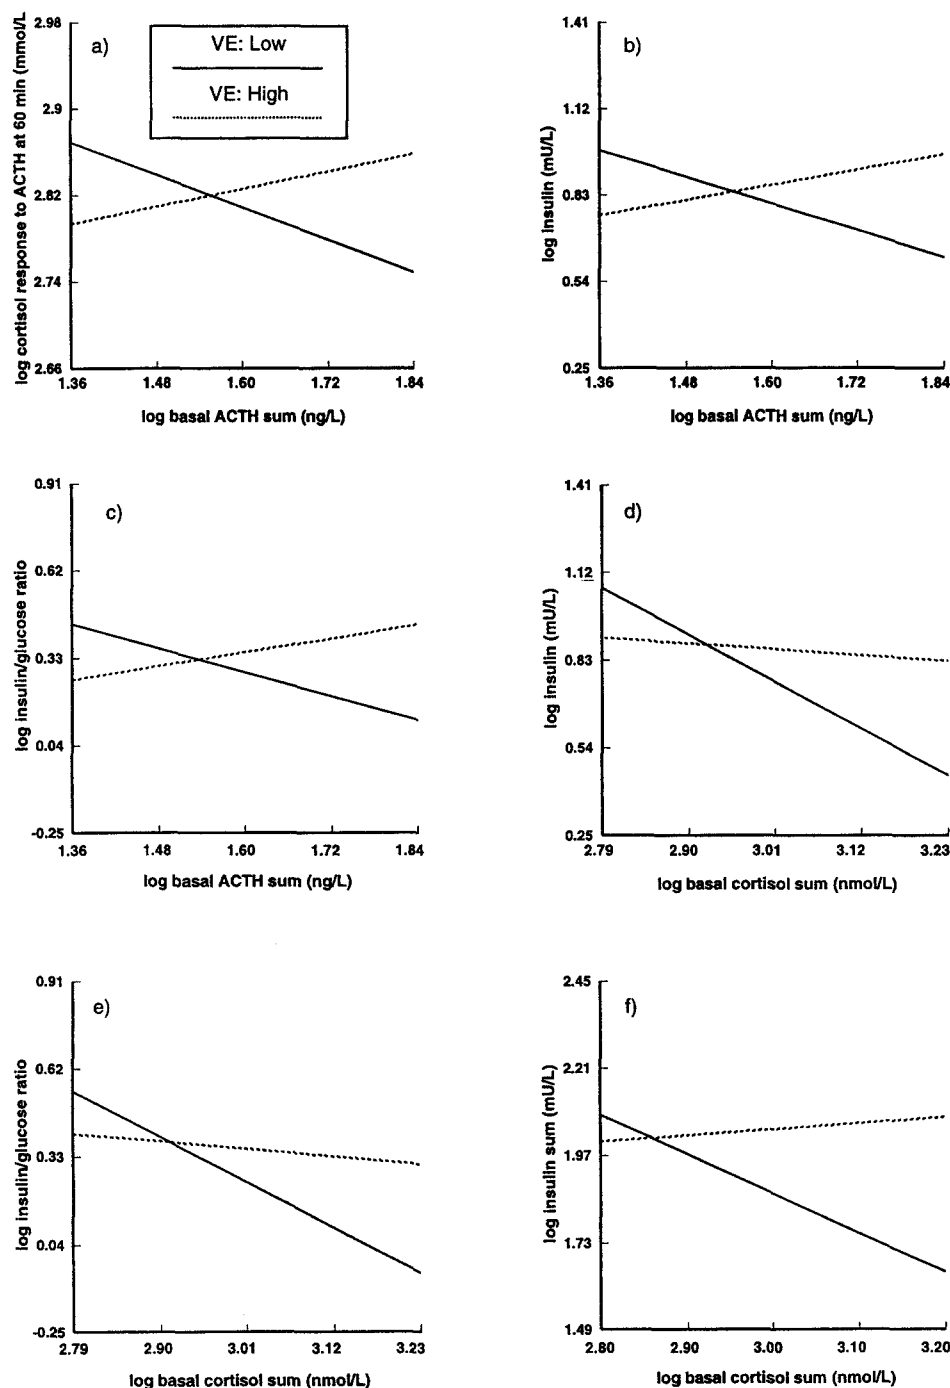 a)
VE: Low
VE: High
2.98
2.9
2.82
2.74
2.66
log cortisol response to ACTH at 60 min (mmol/L)
1.36 1.48 1.60 1.72 1.84
log basal ACTH sum (ng/L)
b)
1.41
1.12
0.83
0.54
0.25
log insulin (mU/L)
1.36 1.48 1.60 1.72 1.84
log basal ACTH sum (ng/L)
c)
0.91
0.62
0.33
0.04
-0.25
log insulin/glucose ratio
1.36 1.48 1.60 1.72 1.84
log basal ACTH sum (ng/L)
d)
1.41
1.12
0.83
0.54
0.25
log insulin (mU/L)
2.79 2.90 3.01 3.12 3.23
log basal cortisol sum (nmol/L)
e)
0.91
0.62
0.33
0.04
-0.25
log insulin/glucose ratio
2.79 2.90 3.01 3.12 3.23
log basal cortisol sum (nmol/L)
f)
2.45
2.21
1.97
1.73
1.49
log insulin sum (mU/L)
2.80 2.90 3.00 3.10 3.20
log basal cortisol sum (nmol/L)